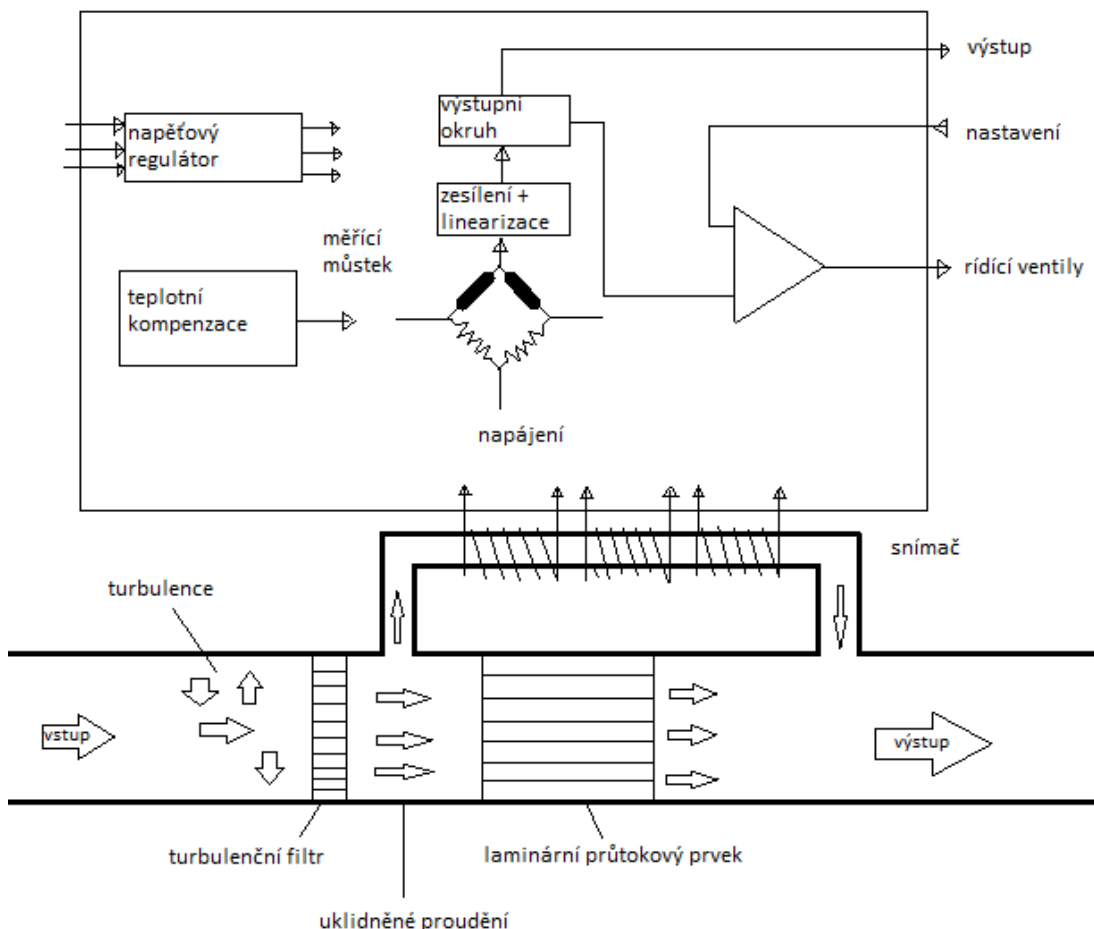 výstup
výstupní
okruh
napěťový
regulátor
nastavení
zesílení +
linearizace
měřící
můstek
rídící ventily
teplotní
kompenzace
napájení
snímač
turbulence
vstup
výstup
turbulenční filtr
laminární průtokový prvek
uklidněné proudění